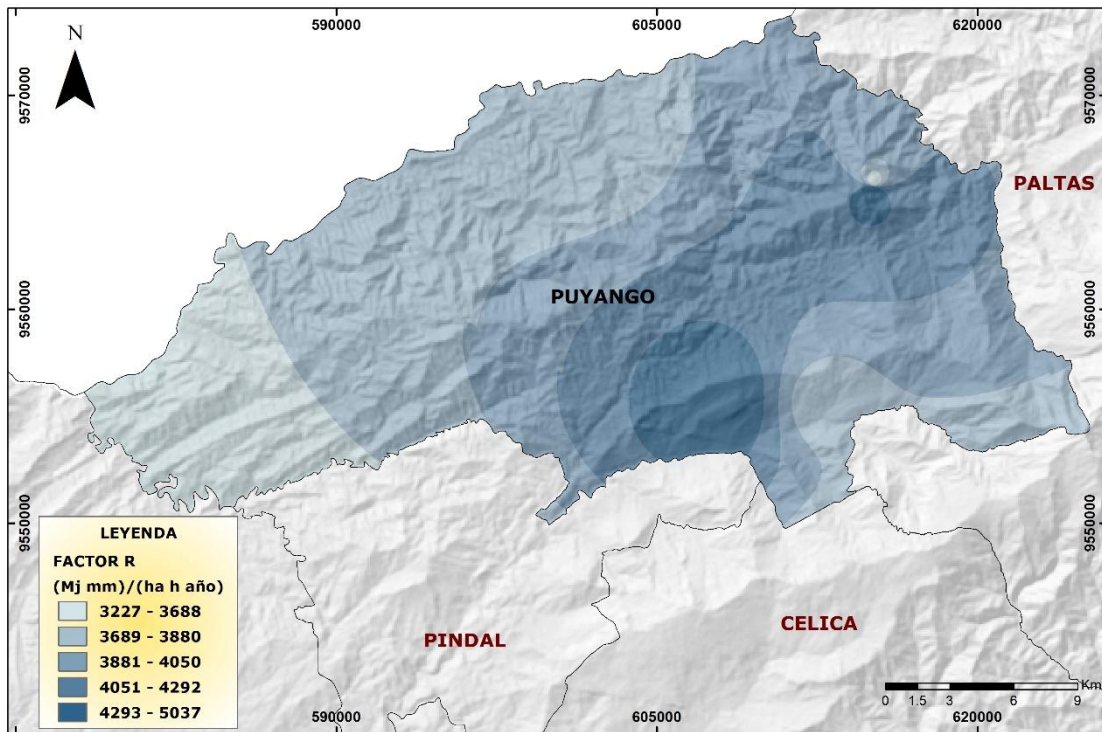 590000
605000
620000
N
9570000
9570000
PALTAS
PUYANGO
9560000
9560000
9550000
9550000
LEYENDA
FACTOR R
(Mj mm)/(ha h año)
3227 - 3688
3689 - 3880
3881 - 4050
4051 - 4292
4293 - 5037
PINDAL
CELICA
Km
0 1.5 3 6 9
590000
605000
620000